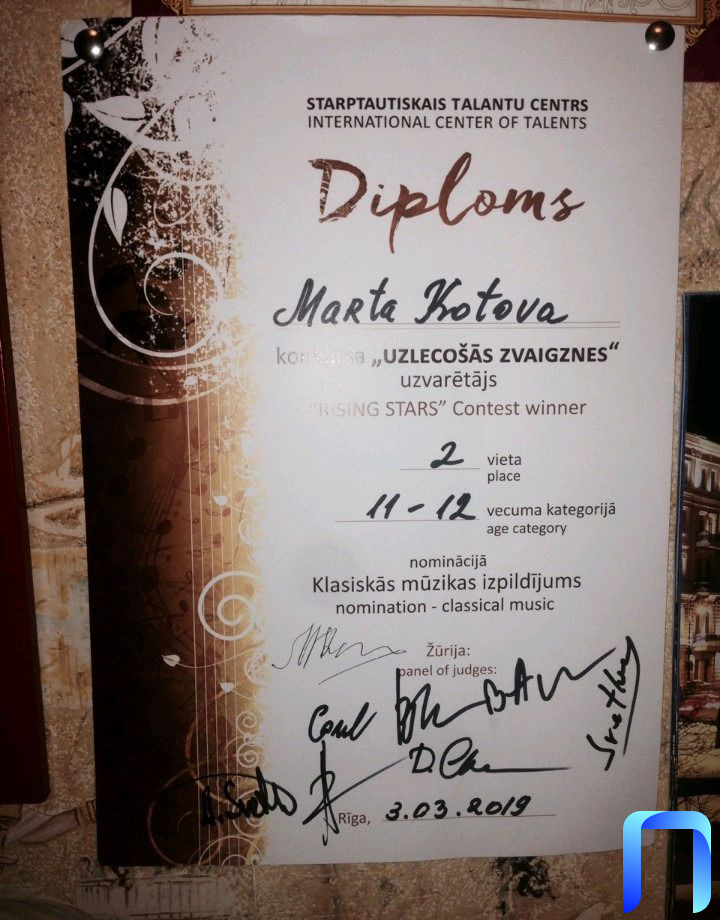 STARPTAUTISKAIS TALANTU CENTRS
INTERNATIONAL CENTER OF TALENTS
Diploms
Marta Kotova
konkursa „UZLECOŠĀS ZVAIGZNES“
uzvarētājs
“RISING STARS” Contest winner
2 vieta
place
11-12 vecuma kategorijā
age category
nominācijā
Klasiskās mūzikas izpildījums
nomination - classical music
Žūrija:
panel of judges:
Rīga, 3.03.2019